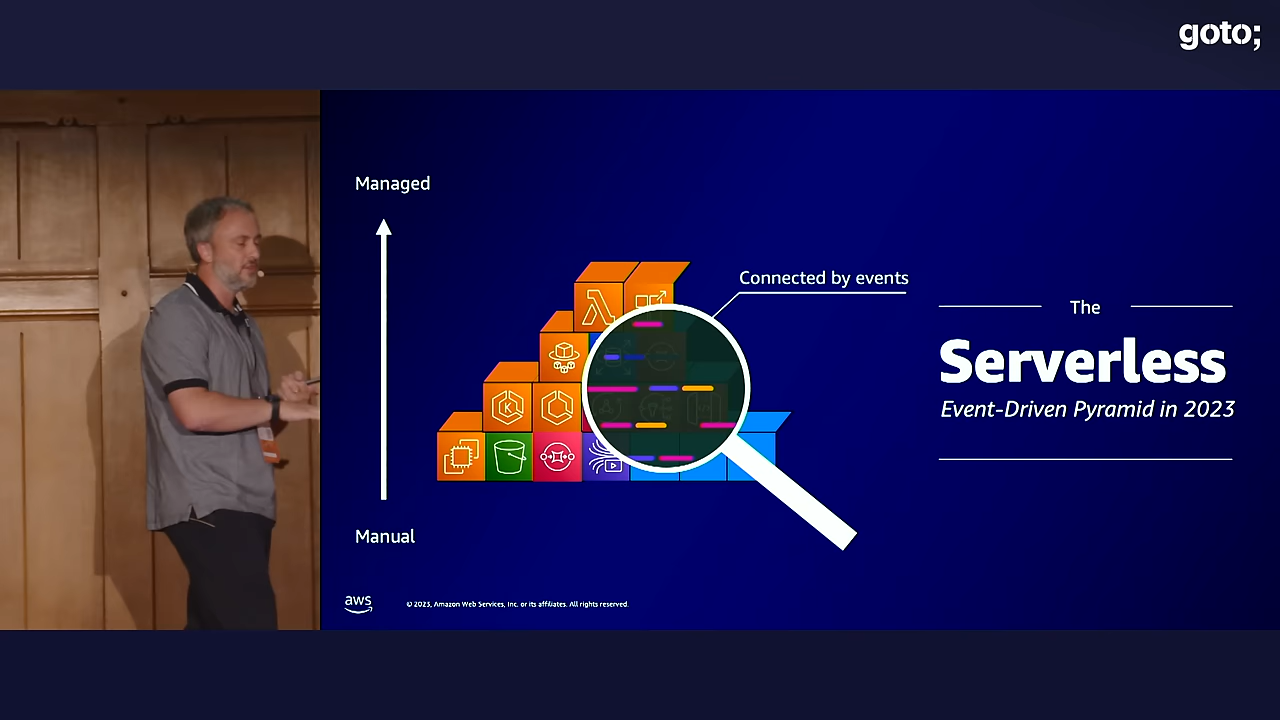 goto;
Managed
Connected by events
The
Serverless
Event-Driven Pyramid in 2023
Manual
aws
© 2023, Amazon Web Services, Inc. or its affiliates. All rights reserved.